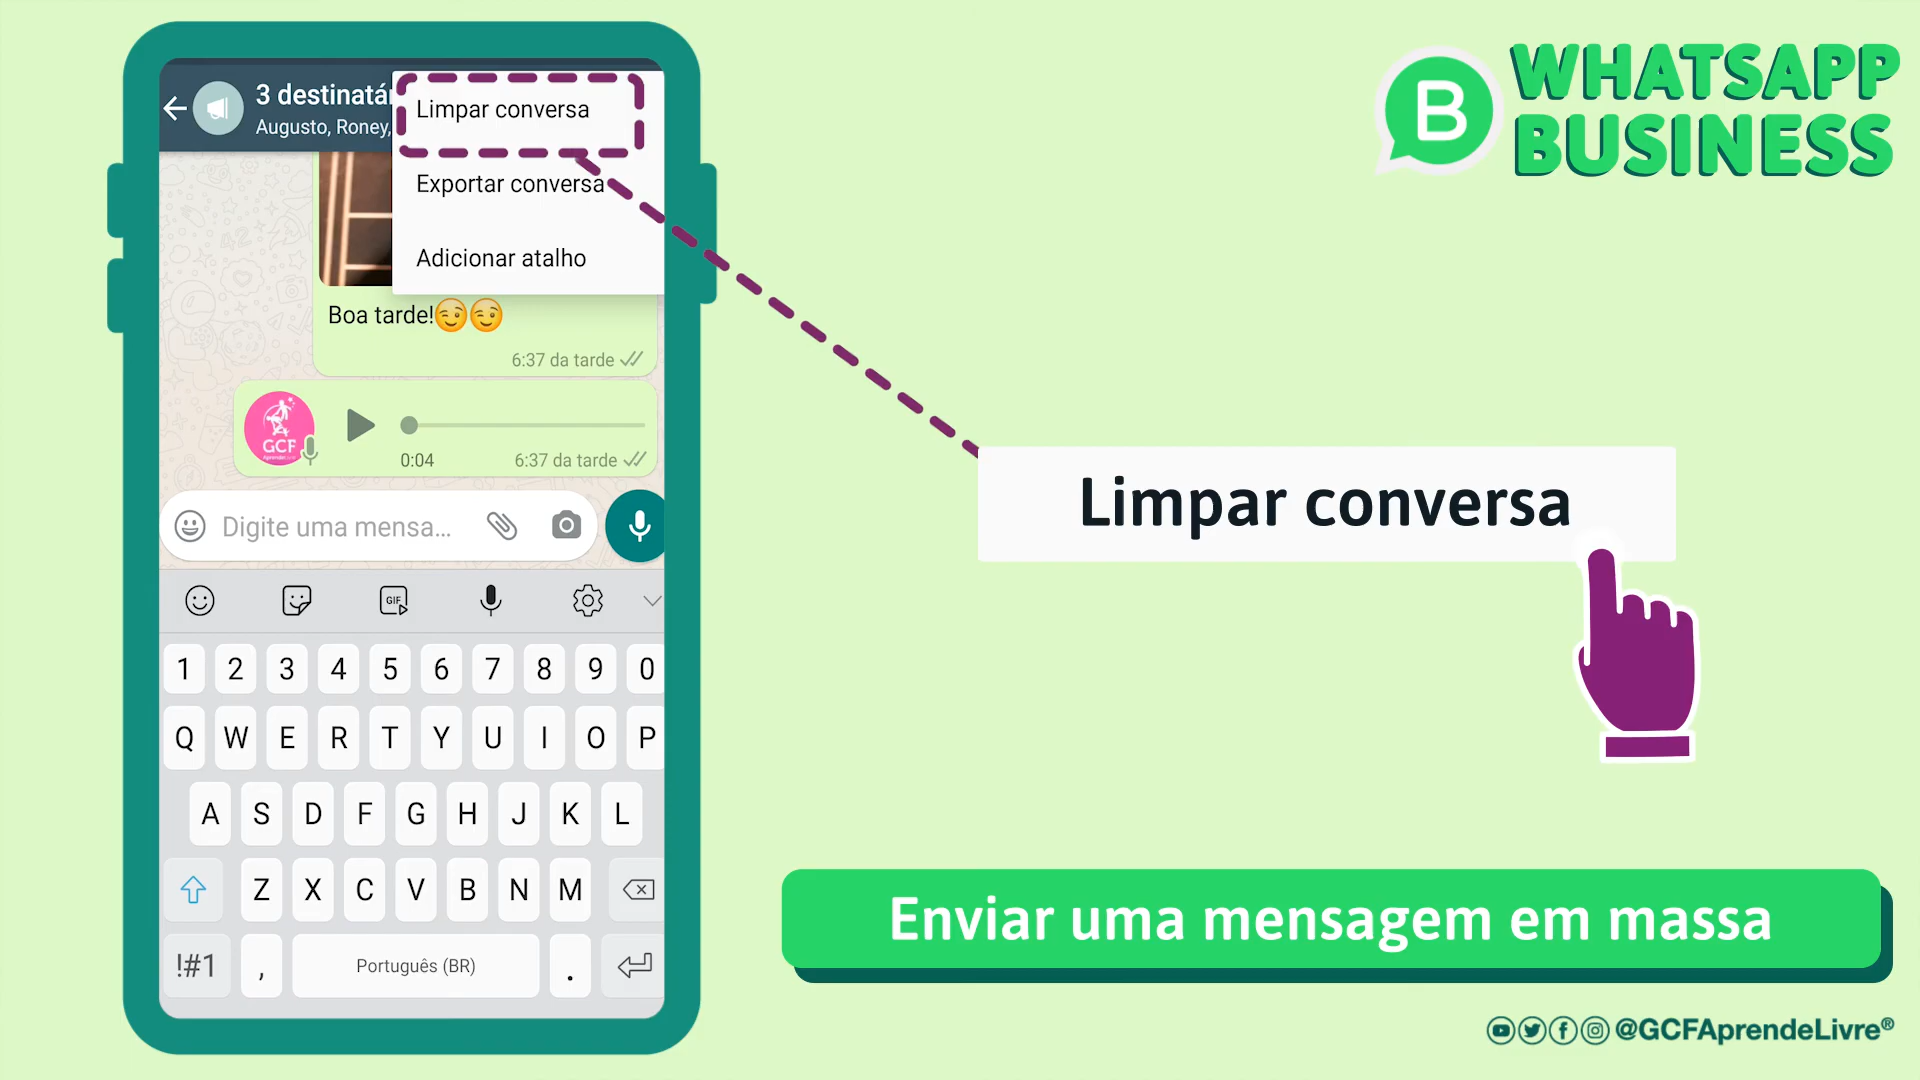 WHATSAPP
BUSINESS
B
3 destinatár
Augusto, Roney,
Limpar conversa
Exportar conversa
Adicionar atalho
Boa tarde!😉😉
6:37 da tarde
GCF
0:04
6:37 da tarde
Digite uma mensa...
GIF
1 2 3 4 5 6 7 8 9 0
Q W E R T Y U I O P
A S D F G H J K L
Z X C V B N M
!#1 , Português (BR) .
Limpar conversa
Enviar uma mensagem em massa
@GCFAprendeLivre®